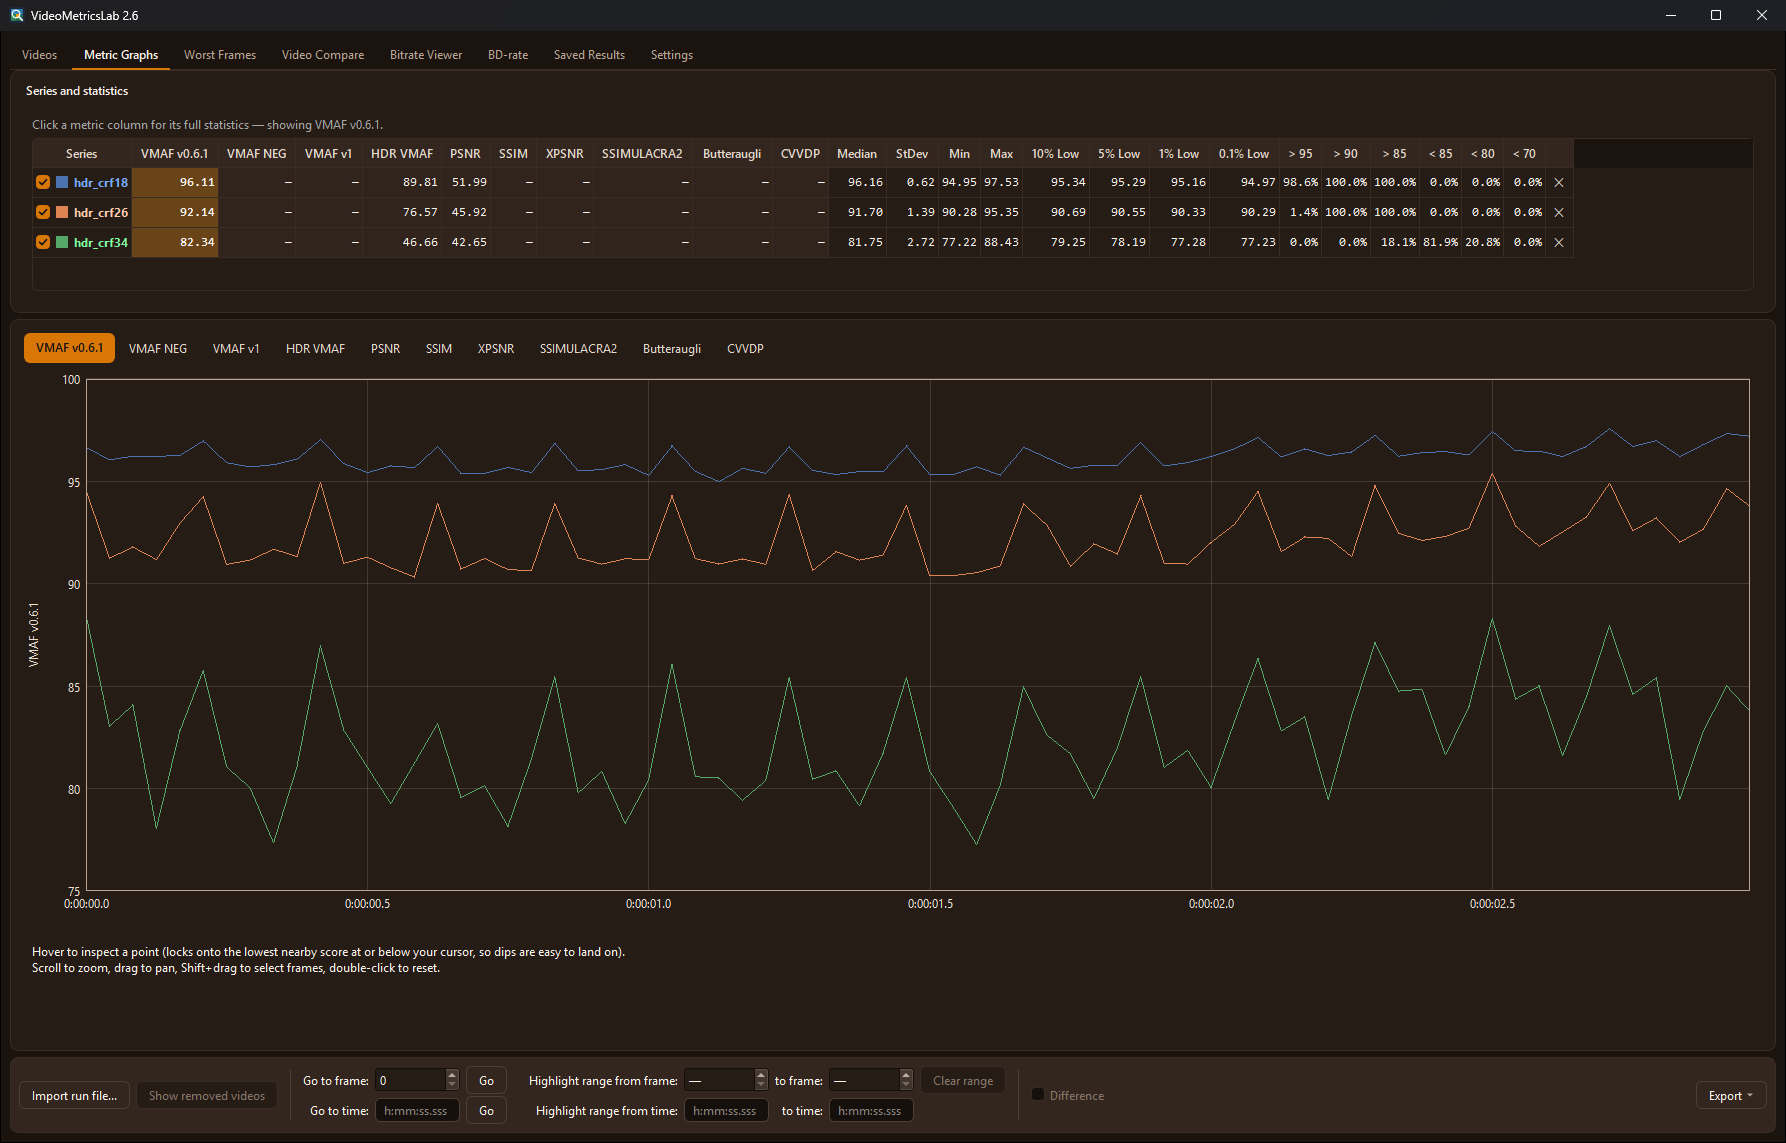 VideoMetricsLab 2.6
Videos Metric Graphs Worst Frames Video Compare Bitrate Viewer BD-rate Saved Results Settings
Series and statistics
Click a metric column for its full statistics — showing VMAF v0.6.1.
Series VMAF v0.6.1 VMAF NEG VMAF v1 HDR VMAF PSNR SSIM XPSNR SSIMULACRA2 Butteraugli CVVDP Median StDev Min Max 10% Low 5% Low 1% Low 0.1% Low > 95 > 90 > 85 < 85 < 80 < 70
hdr_crf18 96.11 – – 89.81 51.99 – – – – – 96.16 0.62 94.95 97.53 95.34 95.29 95.16 94.97 98.6% 100.0% 100.0% 0.0% 0.0% 0.0% ×
hdr_crf26 92.14 – – 76.57 45.92 – – – – – 91.70 1.39 90.28 95.35 90.69 90.55 90.33 90.29 1.4% 100.0% 100.0% 0.0% 0.0% 0.0% ×
hdr_crf34 82.34 – – 46.66 42.65 – – – – – 81.75 2.72 77.22 88.43 79.25 78.19 77.28 77.23 0.0% 0.0% 18.1% 81.9% 20.8% 0.0% ×
VMAF v0.6.1 VMAF NEG VMAF v1 HDR VMAF PSNR SSIM XPSNR SSIMULACRA2 Butteraugli CVVDP
100
95
90
VMAF v0.6.1
85
80
75
0:00:00.0 0:00:00.5 0:00:01.0 0:00:01.5 0:00:02.0 0:00:02.5
Hover to inspect a point (locks onto the lowest nearby score at or below your cursor, so dips are easy to land on).
Scroll to zoom, drag to pan, Shift+drag to select frames, double-click to reset.
Import run file... Show removed videos
Go to frame: 0 Go Highlight range from frame: — to frame: — Clear range
Go to time: h:mm:ss.sss Go Highlight range from time: h:mm:ss.sss to time: h:mm:ss.sss
Difference
Export